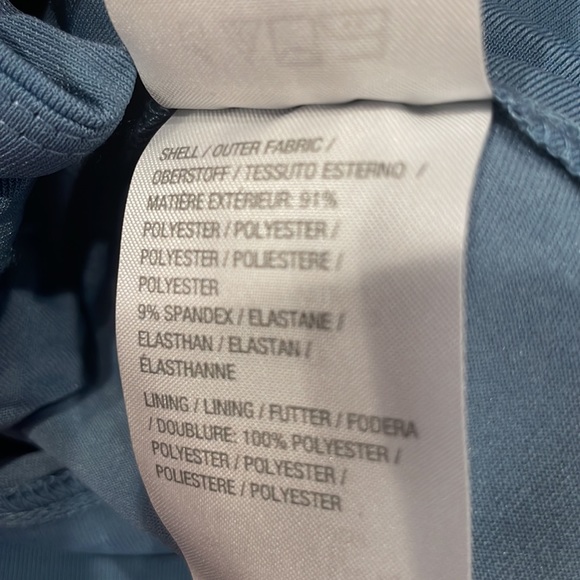 SHELL / OUTER FABRIC /
OBERSTOFF / TESSUTO ESTERNO /
MATIÈRE EXTÉRIEUR: 91%
POLYESTER / POLYESTER /
POLYESTER / POLIESTERE /
POLYESTER
9% SPANDEX / ELASTANE /
ELASTHAN / ELASTAN /
ÉLASTHANNE
LINING / LINING / FUTTER / FODERA
/ DOUBLURE: 100% POLYESTER /
POLYESTER / POLYESTER /
POLIESTERE / POLYESTER